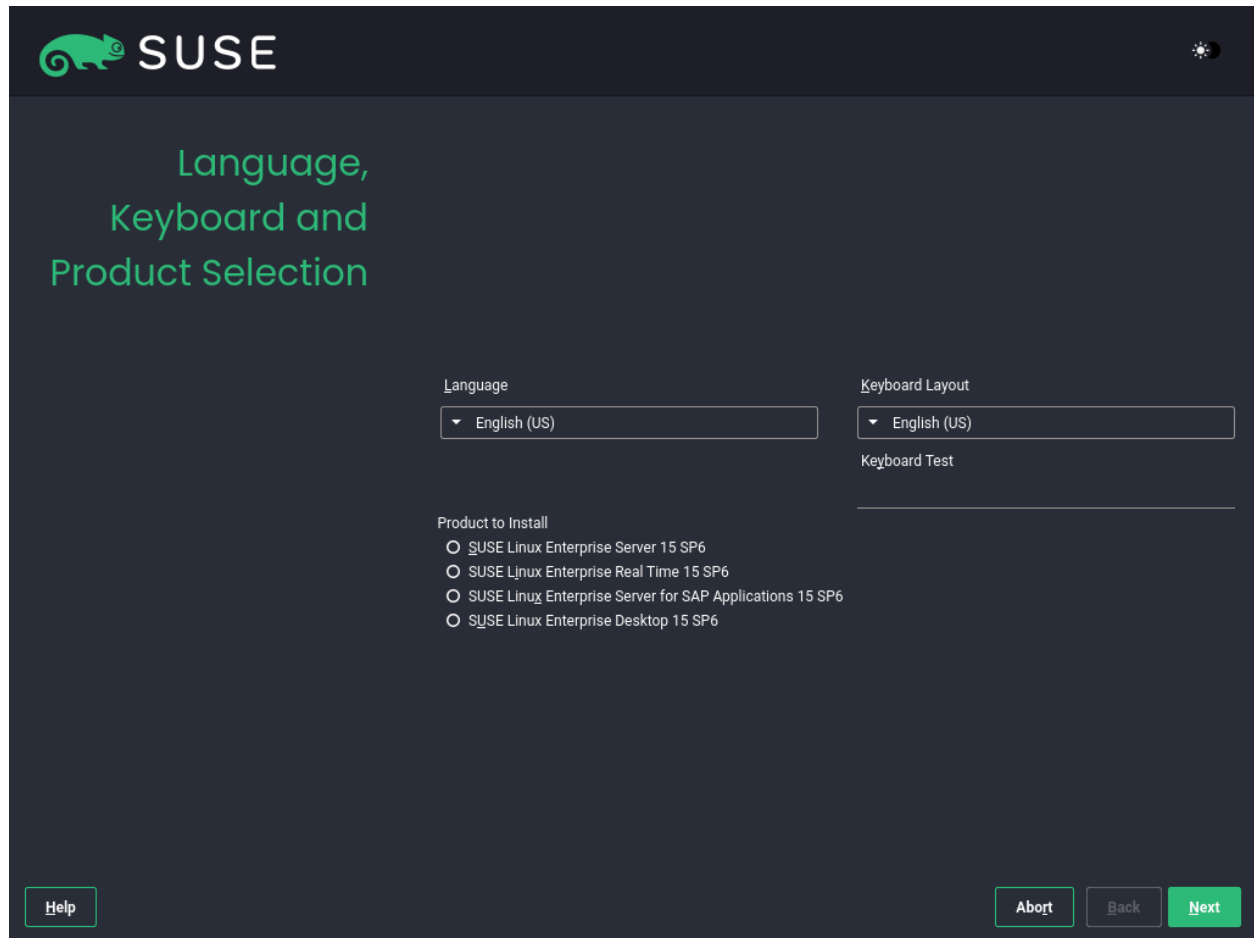 SUSE
Language,
Keyboard and
Product Selection
Language
Keyboard Layout
English (US)
English (US)
Keyboard Test
Product to Install
SUSE Linux Enterprise Server 15 SP6
SUSE Linux Enterprise Real Time 15 SP6
SUSE Linux Enterprise Server for SAP Applications 15 SP6
SUSE Linux Enterprise Desktop 15 SP6
Help
Abort
Back
Next